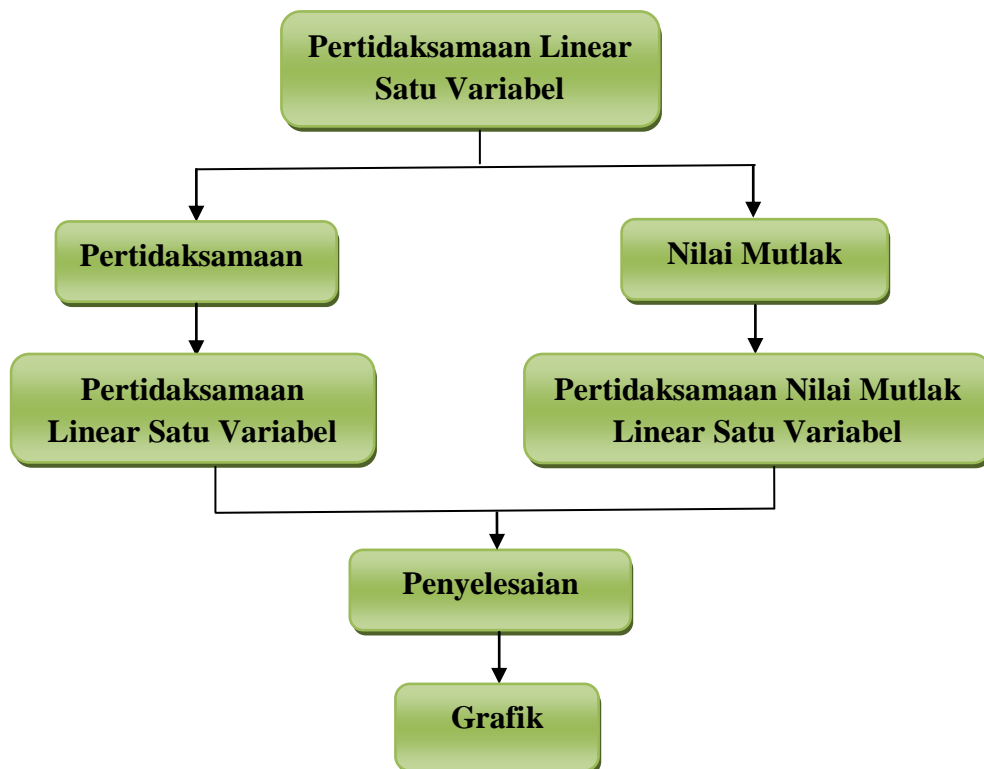 Pertidaksamaan Linear
Satu Variabel
Pertidaksamaan
Nilai Mutlak
Pertidaksamaan
Linear Satu Variabel
Pertidaksamaan Nilai Mutlak
Linear Satu Variabel
Penyelesaian
Grafik